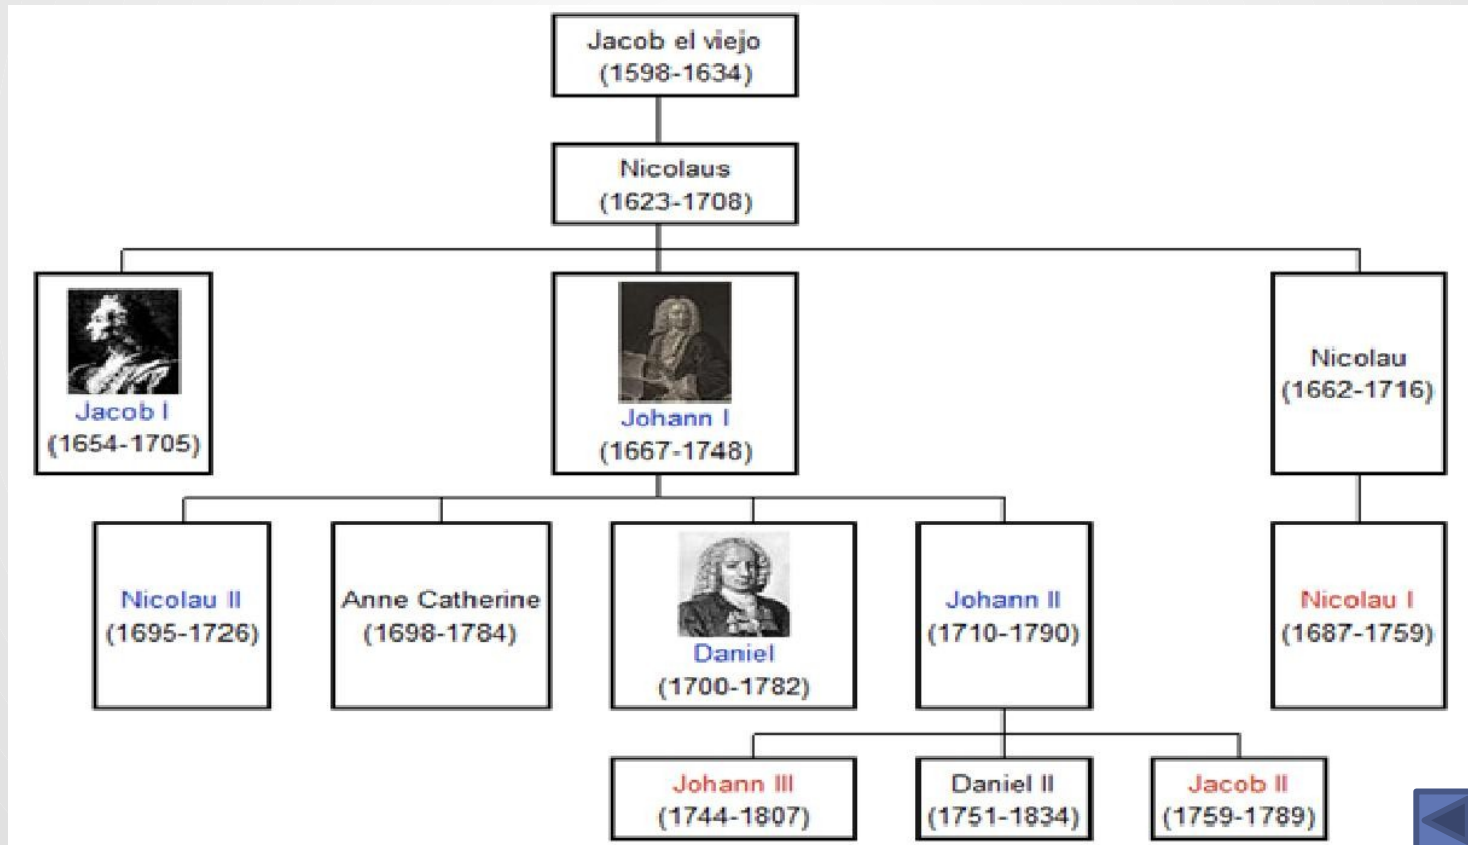 Jacob el viejo
(1598-1634)
Nicolaus
(1623-1708)
Jacob I
(1654-1705)
Johann I
(1667-1748)
Nicolau
(1662-1716)
Nicolau II
(1695-1726)
Anne Catherine
(1698-1784)
Daniel
(1700-1782)
Johann II
(1710-1790)
Nicolau I
(1687-1759)
Johann III
(1744-1807)
Daniel II
(1751-1834)
Jacob II
(1759-1789)